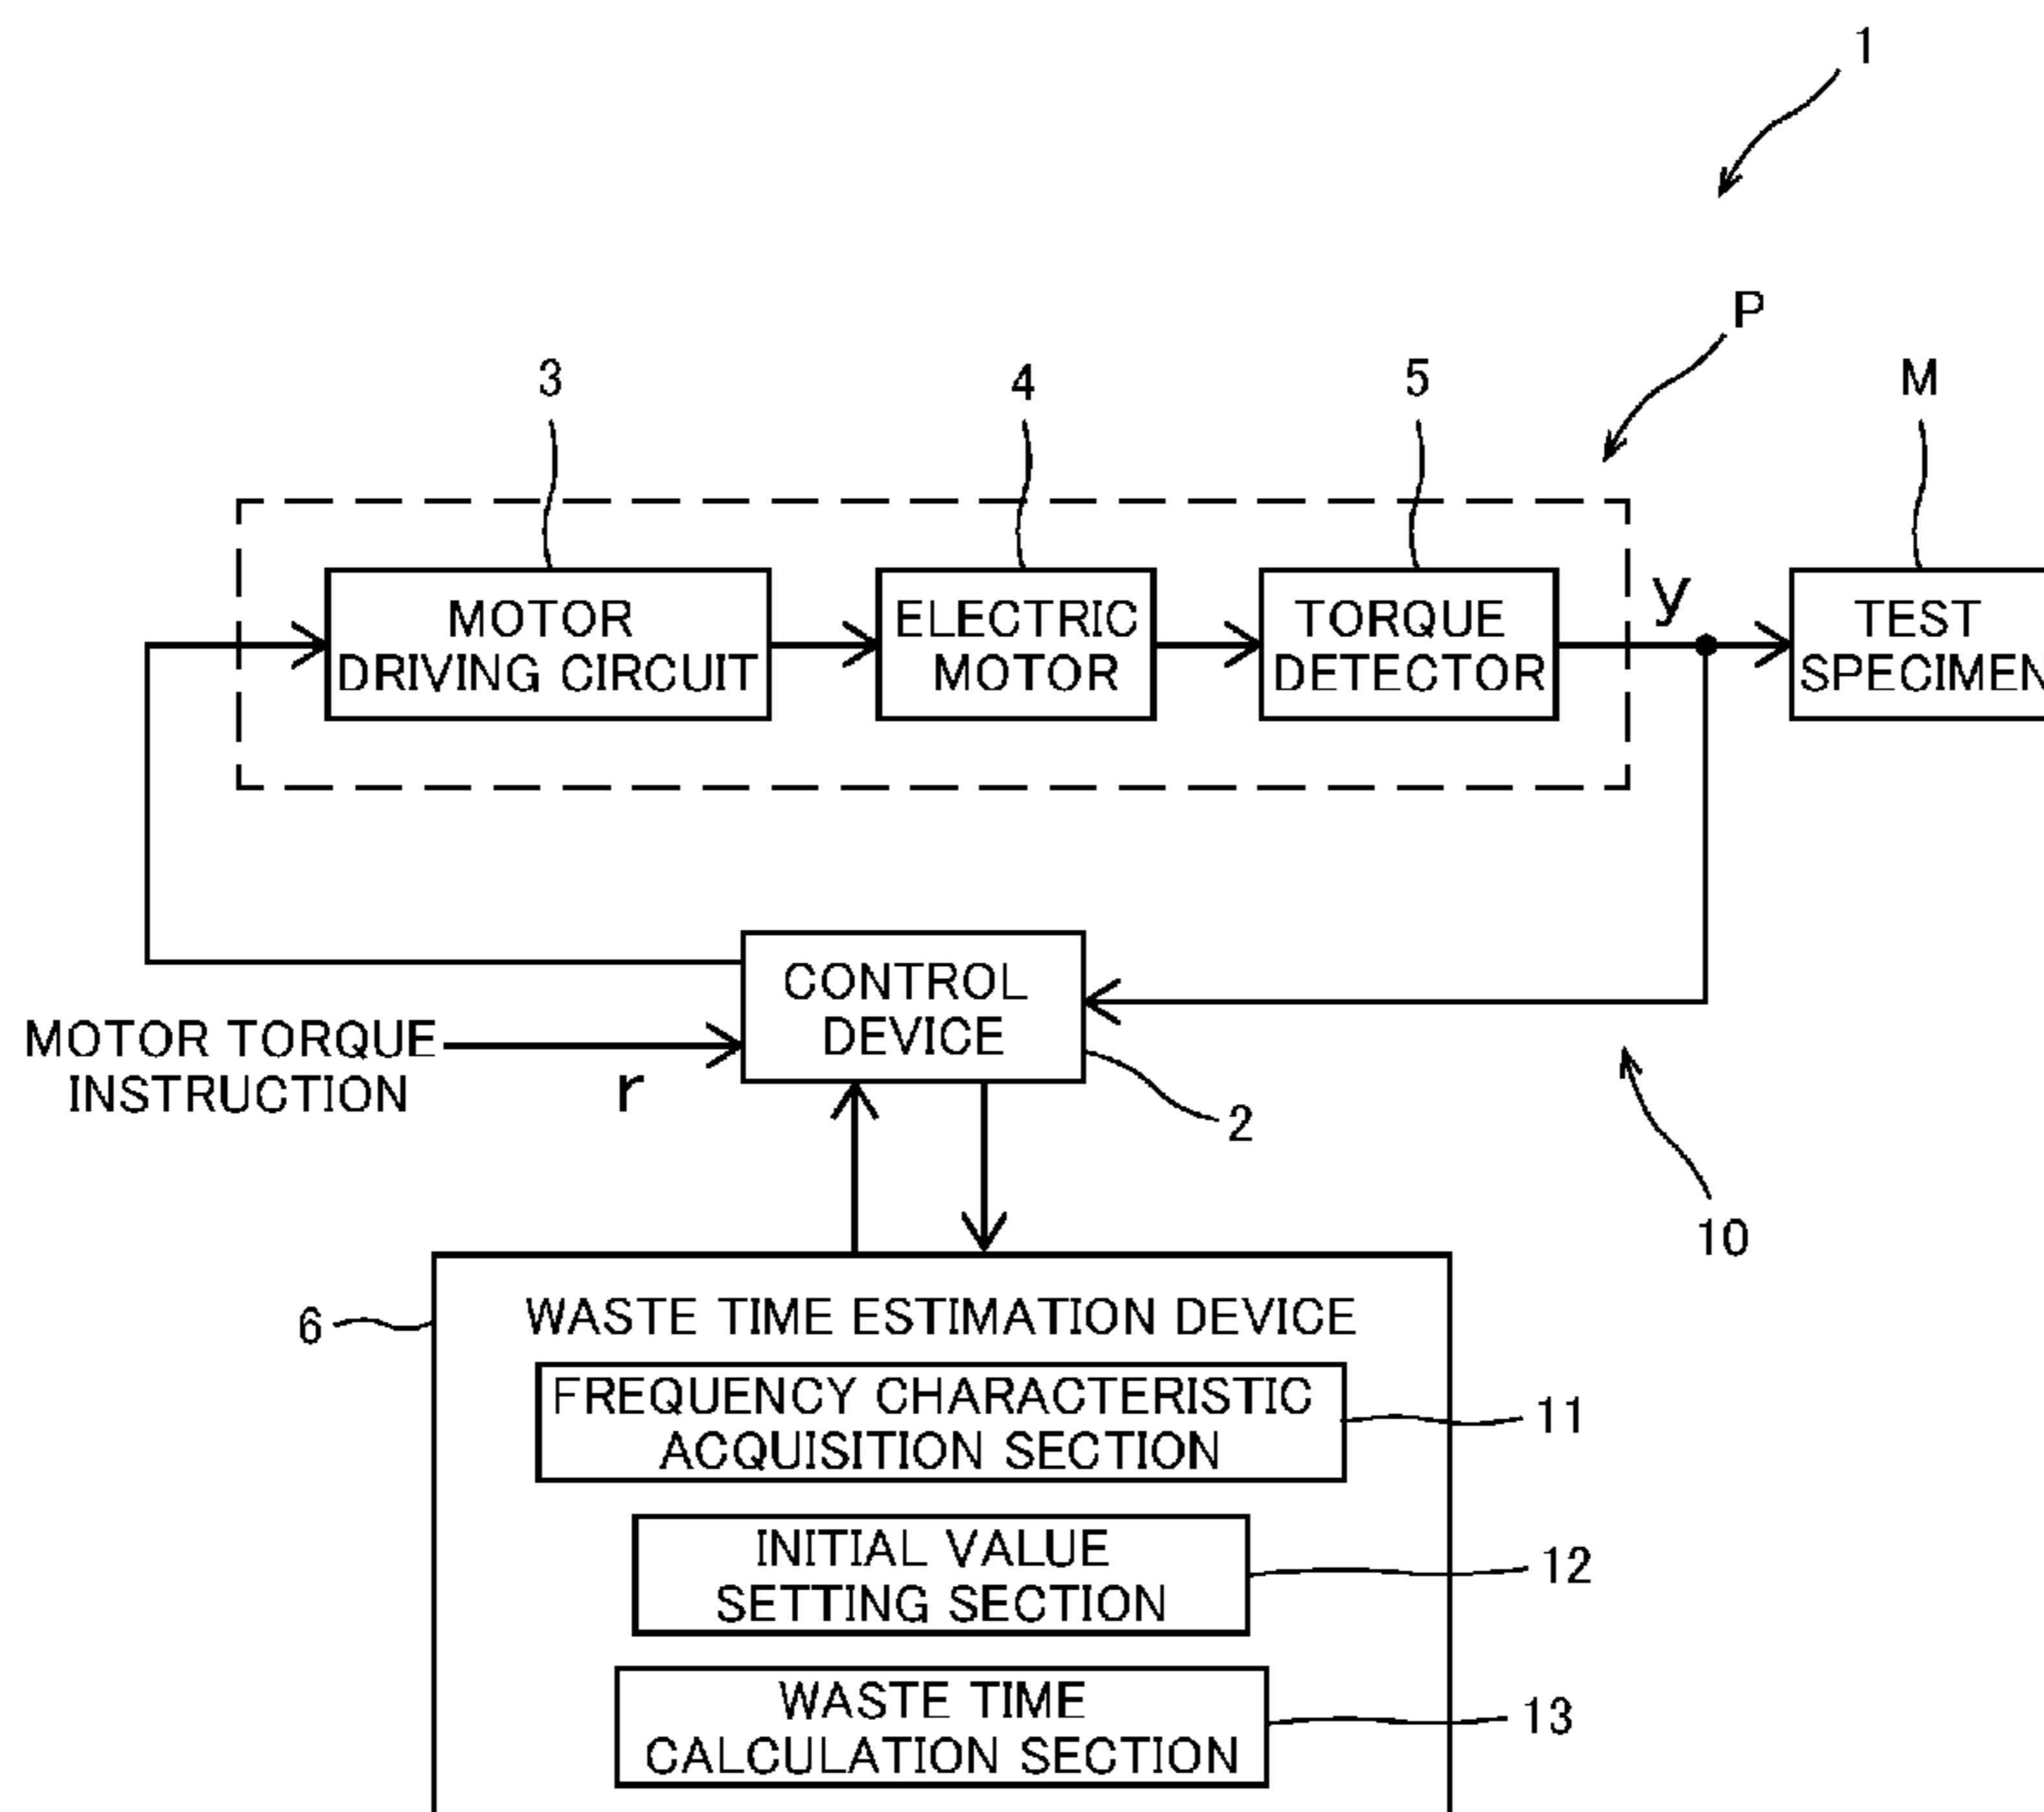 1
P
3
4
5
M
MOTOR
DRIVING CIRCUIT
ELECTRIC
MOTOR
TORQUE
DETECTOR
y
TEST
SPECIMEN
CONTROL
DEVICE
MOTOR TORQUE
INSTRUCTION
r
2
10
6
WASTE TIME ESTIMATION DEVICE
FREQUENCY CHARACTERISTIC
ACQUISITION SECTION
11
INITIAL VALUE
SETTING SECTION
12
WASTE TIME
CALCULATION SECTION
13